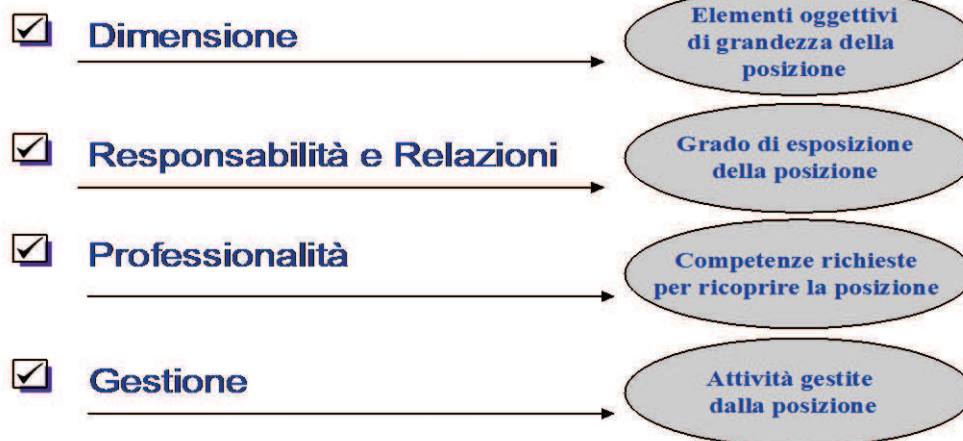 Dimensione
Elementi oggettivi
di grandezza della
posizione
Responsabilità e Relazioni
Grado di esposizione
della posizione
Professionalità
Competenze richieste
per ricoprire la posizione
Gestione
Attività gestite
dalla posizione